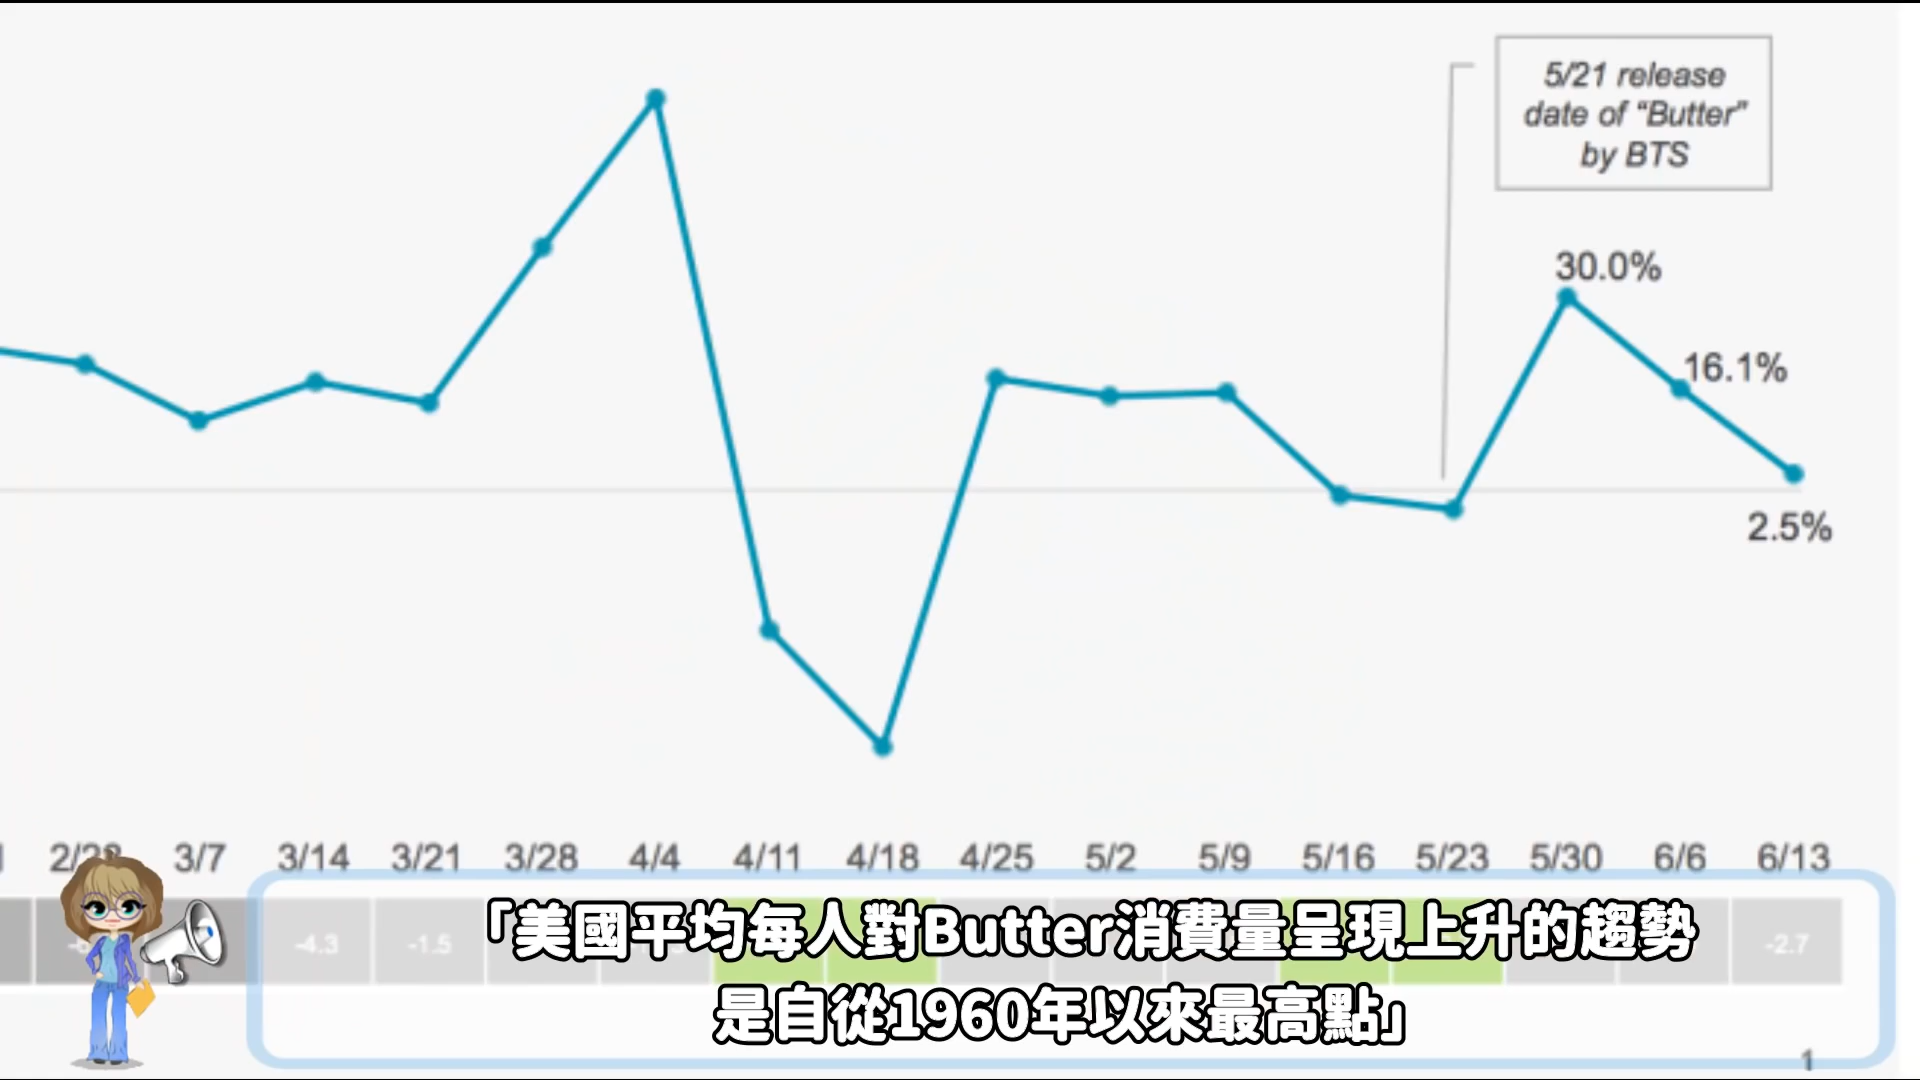 5/21 release
date of “Butter”
by BTS
30.0%
16.1%
2.5%
3/7 3/14 3/21 3/28 4/4 4/11 4/18 4/25 5/2 5/9 5/16 5/23 5/30 6/6 6/13
-4.3 -1.5 -2.7
「美國平均每人對Butter消費量呈現上升的趨勢
是自從1960年以來最高點」
1